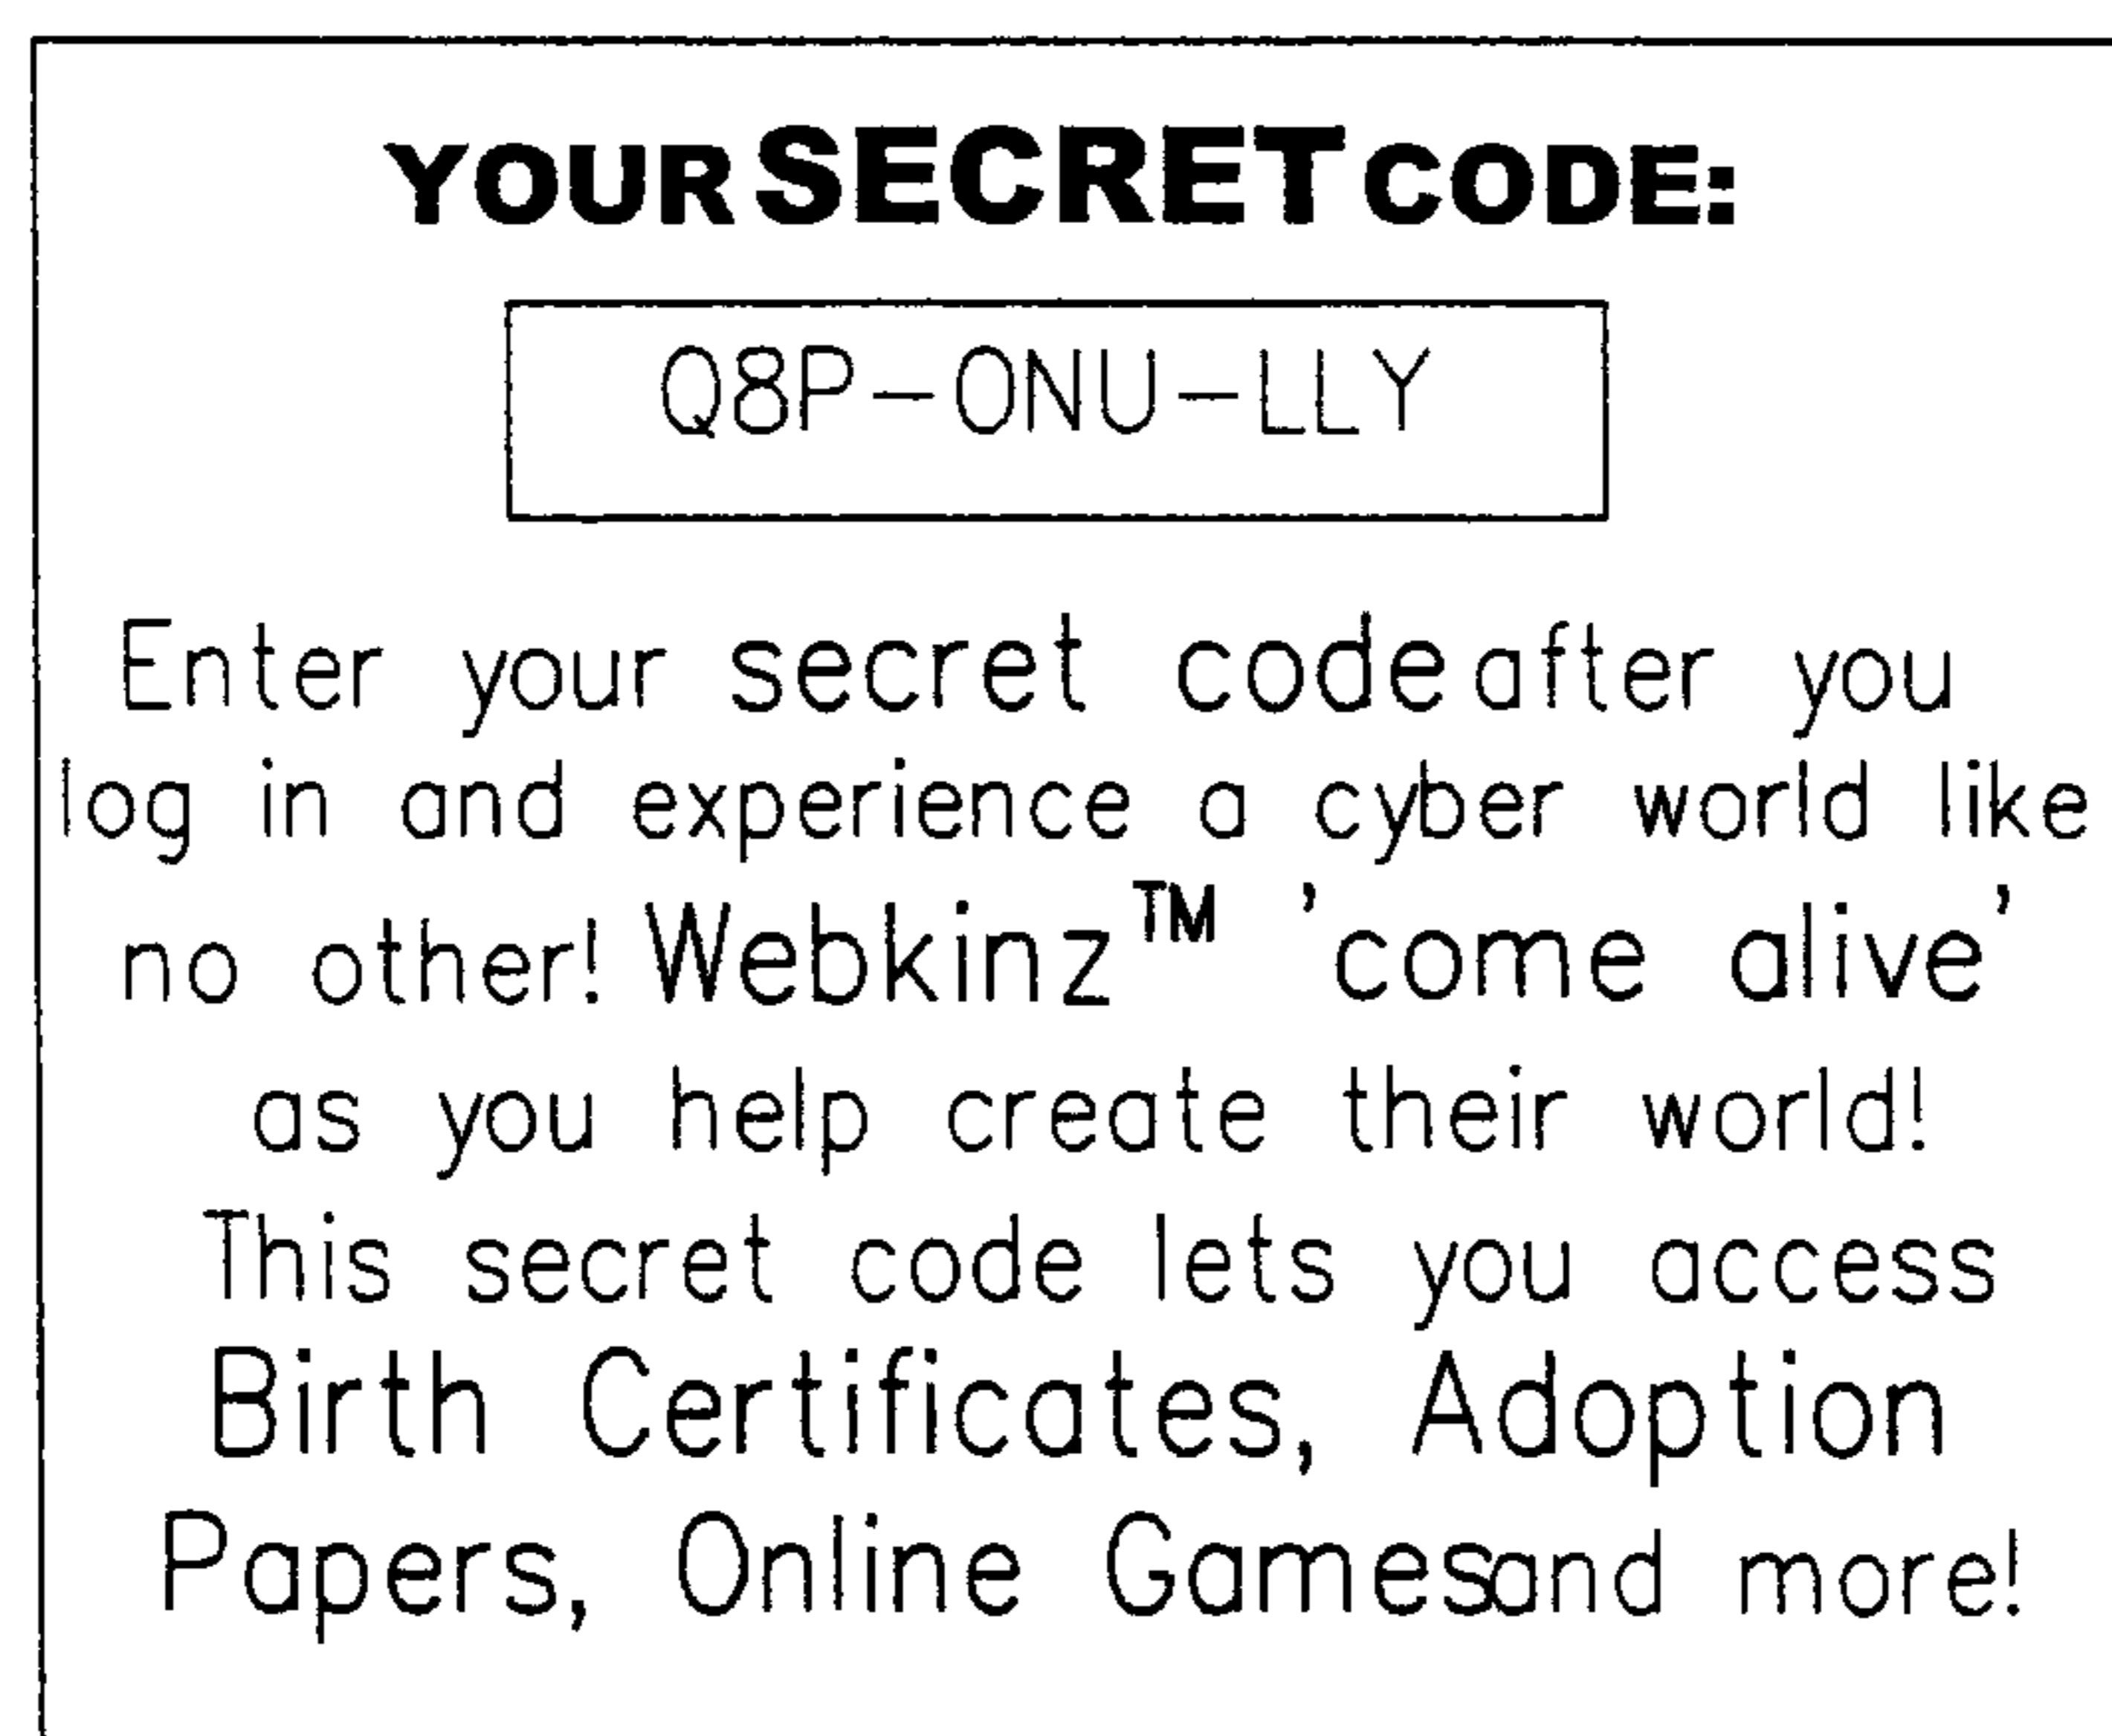 YOUR SECRET CODE:
Q8P-ONU-LLY
Enter your secret code after you
log in and experience a cyber world like
no other! Webkinz™ 'come alive'
as you help create their world!
This secret code lets you access
Birth Certificates, Adoption
Papers, Online Games and more!